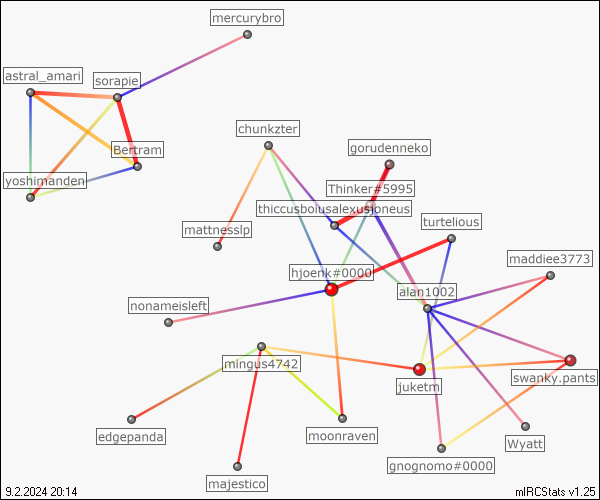 mercurybro
astral_amari
sorapie
chunkzter
Bertram
gorudenneko
yoshimanden
Thinker#5995
thiccusboiusalexusjoneus
mattnesslp
turtelious
maddiee3773
hjoenk#0000
alan1002
nonameisleft
mingus4742
juketm
swanky.pants
edgepanda
moonraven
Wyatt
gnognomo#0000
majestico
9.2.2024 20:14
mIRCStats v1.25